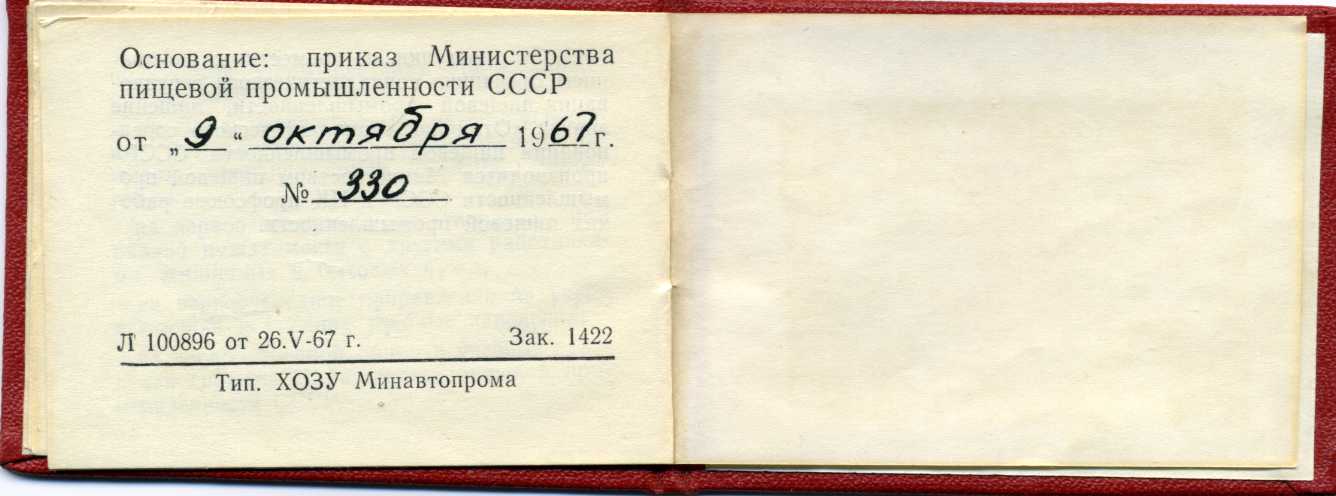 Основание: приказ Министерства
пищевой промышленности СССР
от „9“ октября 1967 г.
№ 330
Л 100896 от 26.V-67 г. Зак. 1422
Тип. ХОЗУ Минавтопрома